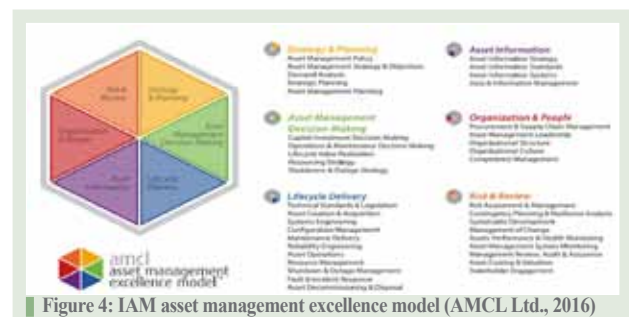 Risk & Review
Strategy & Planning
Organization & People
Asset Management Decision-Making
Asset Information
Lifecycle Delivery
amcl
asset management
excellence model
Strategy & Planning
Asset Management Policy
Asset Management Strategy & Objectives
Demand Analysis
Strategic Planning
Asset Management Planning
Asset Management
Decision-Making
Capital Investment Decision-Making
Operations & Maintenance Decision-Making
Lifecycle Value Realisation
Resourcing Strategy
Shutdowns & Outage Strategy
Lifecycle Delivery
Technical Standards & Legislation
Asset Creation & Acquisition
Systems Engineering
Configuration Management
Maintenance Delivery
Reliability Engineering
Asset Operations
Resource Management
Shutdown & Outage Management
Fault & Incident Response
Asset Decommissioning & Disposal
Asset Information
Asset Information Strategy
Asset Information Standards
Asset Information Systems
Data & Information Management
Organization & People
Procurement & Supply Chain Management
Asset Management Leadership
Organisational Structure
Organisational Culture
Competence Management
Risk & Review
Risk Assessment & Management
Contingency Planning & Resilience Analysis
Sustainable Development
Management of Change
Assets Performance & Health Monitoring
Asset Management Systems Monitoring
Management Review, Audit & Assurance
Asset Costing & Valuation
Stakeholder Engagement
Figure 4: IAM asset management excellence model (AMCL Ltd., 2016)